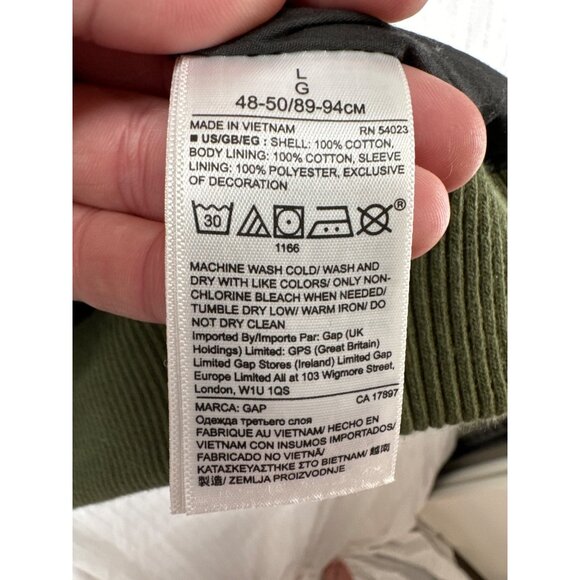 L
G
48-50/89-94CM
MADE IN VIETNAM RN 54023
■ US/GB/EG : SHELL: 100% COTTON,
BODY LINING: 100% COTTON, SLEEVE
LINING: 100% POLYESTER, EXCLUSIVE
OF DECORATION
30 ®
1166
MACHINE WASH COLD/ WASH AND
DRY WITH LIKE COLORS/ ONLY NON-
CHLORINE BLEACH WHEN NEEDED/
TUMBLE DRY LOW/ WARM IRON/ DO
NOT DRY CLEAN
Imported By/Importe Par: Gap (UK
Holdings) Limited: GPS (Great Britain)
Limited Gap Stores (Ireland) Limited Gap
Europe Limited All at 103 Wigmore Street,
London, W1U 1QS
CA 17897
MARCA: GAP
Одежда третьего слоя
FABRIQUE AU VIETNAM/ HECHO EN
VIETNAM CON INSUMOS IMPORTADOS/
FABRICADO NO VIETNÃ/
ΚΑΤΑΣΚΕΥΑΣΤΗΚΕ ΣΤΟ ΒΙΕΤΝΑΜ/ 越南
製造/ ZEMLJA PROIZVODNJE